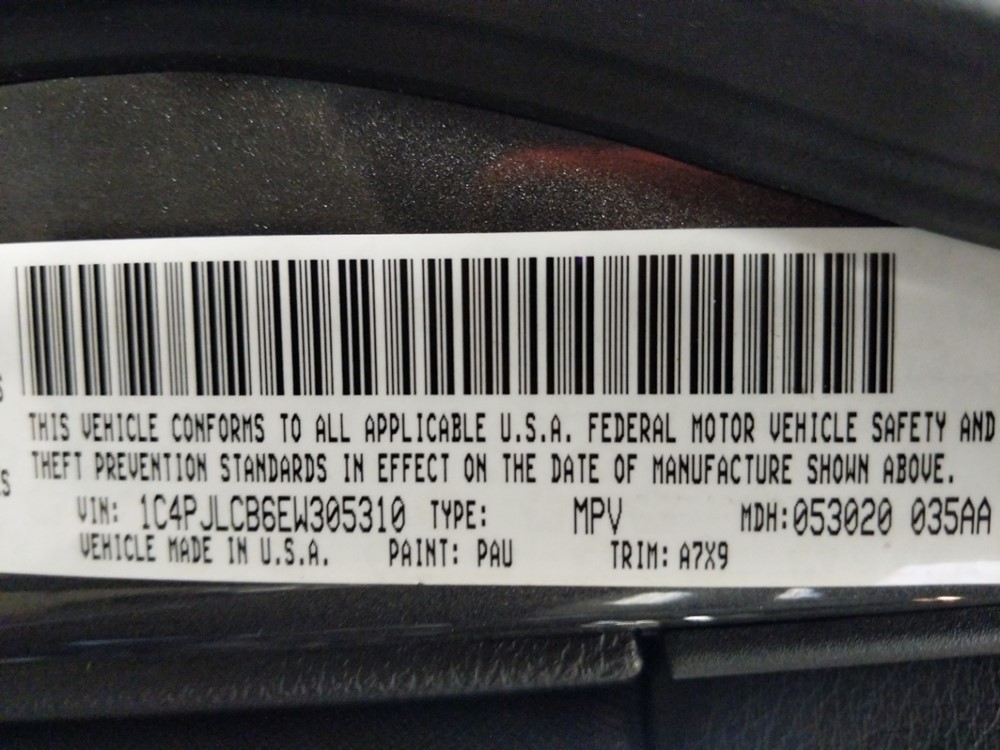 THIS VEHICLE CONFORMS TO ALL APPLICABLE U.S.A. FEDERAL MOTOR VEHICLE SAFETY AND
THEFT PREVENTION STANDARDS IN EFFECT ON THE DATE OF MANUFACTURE SHOWN ABOVE.
VIN: 1C4PJLCB6EW305310 TYPE: MPV MDH:053020 035AA
VEHICLE MADE IN U.S.A. PAINT: PAU TRIM: A7X9